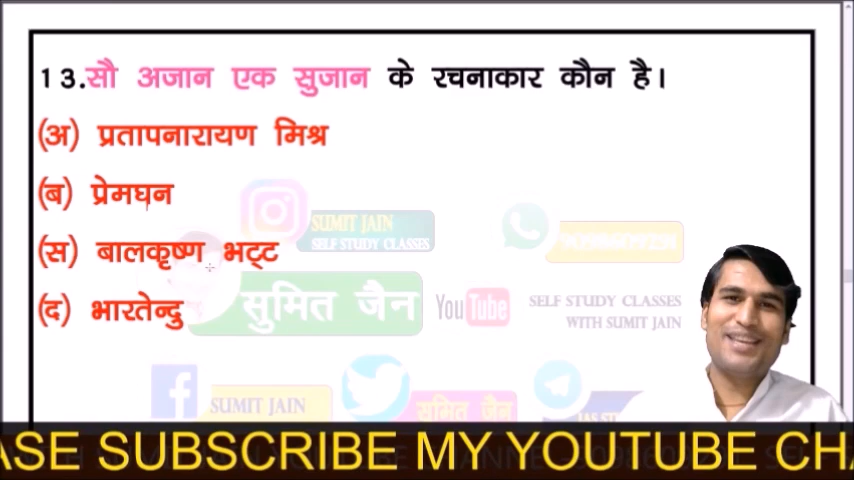 13.सौ अजान एक सुजान के रचनाकार कौन है।
(अ) प्रतापनारायण मिश्र
(ब) प्रेमघन
(स) बालकृष्ण भट्ट
(द) भारतेन्दु
SUMIT JAIN
SELF STUDY CLASSES
सुमित जैन
YouTube
SELF STUDY CLASSES
WITH SUMIT JAIN
SUMIT JAIN
सुमित जैन
IAS
ASE SUBSCRIBE MY YOUTUBE CHA